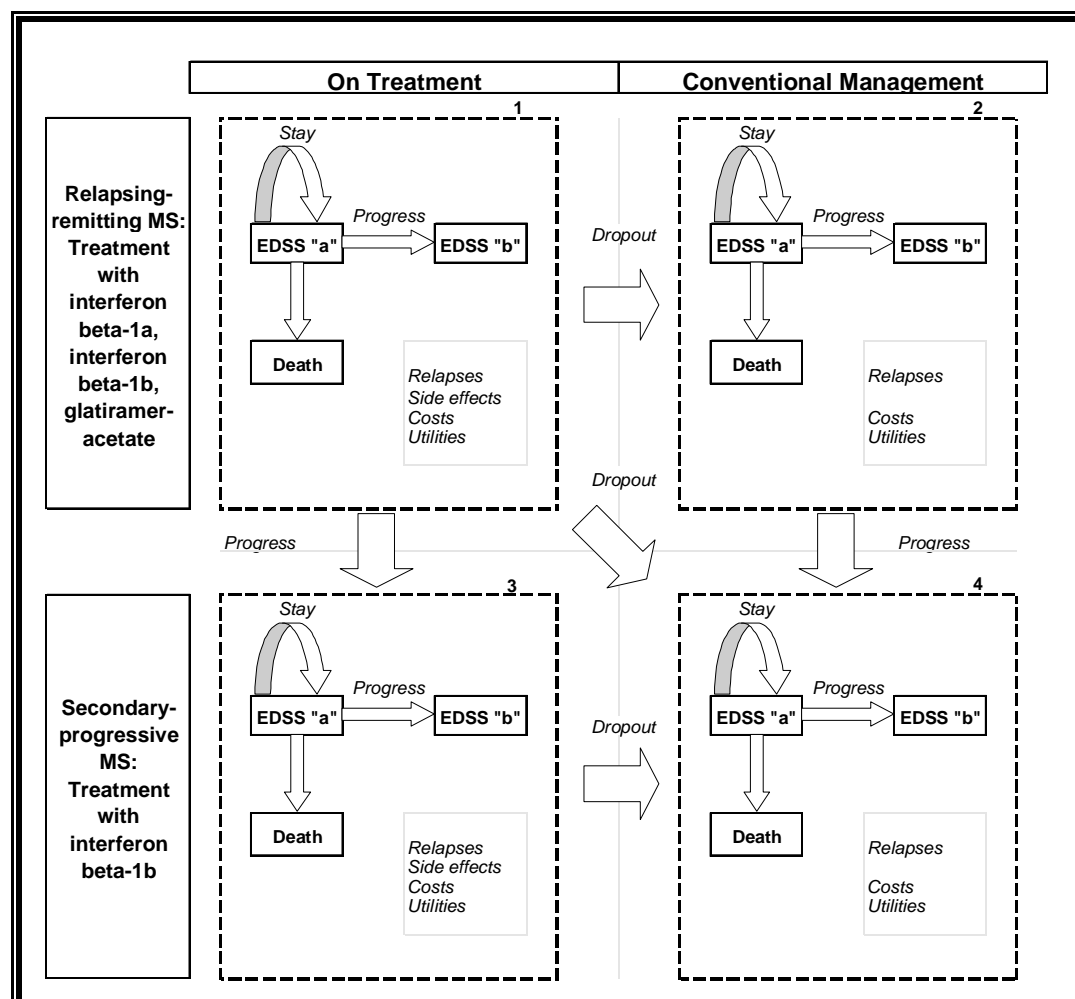 On Treatment
Conventional Management
Relapsing-
remitting MS:
Treatment
with
interferon
beta-1a,
interferon
beta-1b,
glatiramer-
acetate
1
Stay
Progress
EDSS "a"
EDSS "b"
Death
Relapses
Side effects
Costs
Utilities
Dropout
2
Stay
Progress
EDSS "a"
EDSS "b"
Death
Relapses
Costs
Utilities
Dropout
Progress
Progress
Secondary-
progressive
MS:
Treatment
with
interferon
beta-1b
3
Stay
Progress
EDSS "a"
EDSS "b"
Death
Relapses
Side effects
Costs
Utilities
Dropout
4
Stay
Progress
EDSS "a"
EDSS "b"
Death
Relapses
Costs
Utilities